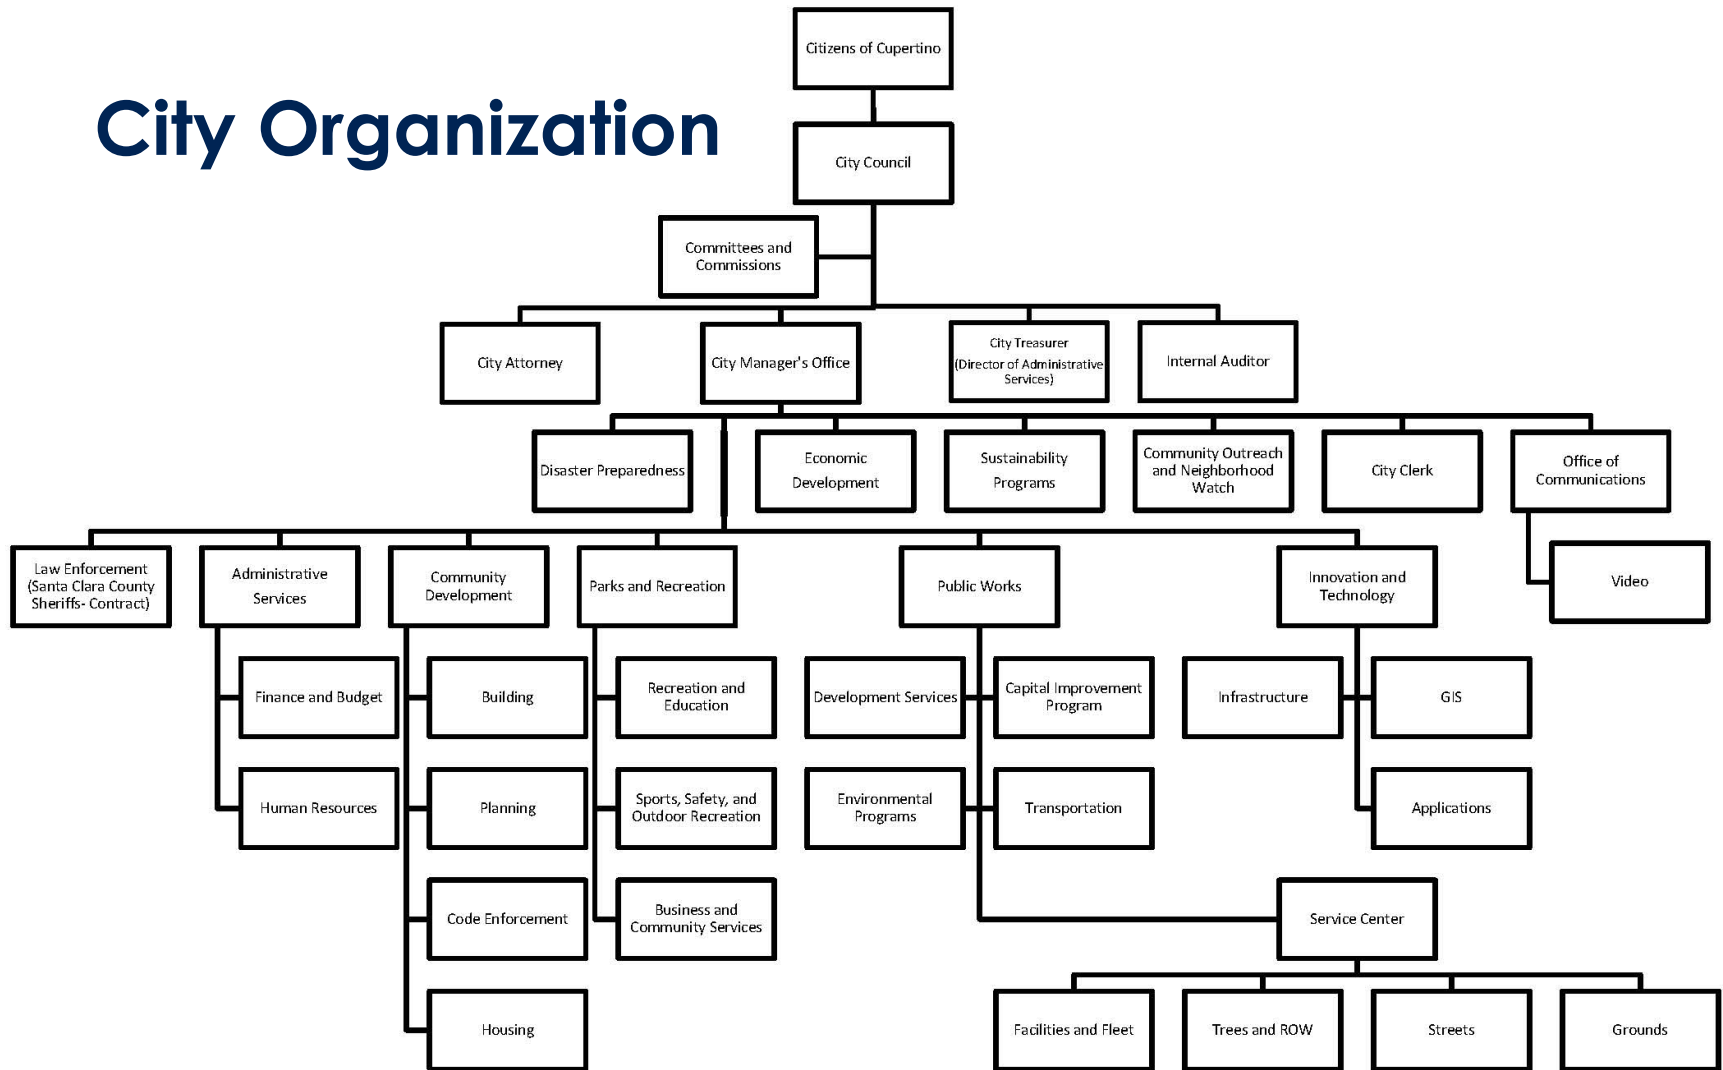 Citizens of Cupertino
City Organization
City Council
Committees and
Commissions
City Attorney
City Manager's Office
City Treasurer
(Director of Administrative
Services)
Internal Auditor
Disaster Preparedness
Economic
Development
Sustainability
Programs
Community Outreach
and Neighborhood
Watch
City Clerk
Office of
Communications
Law Enforcement
(Santa Clara County
Sheriffs- Contract)
Administrative
Services
Community
Development
Parks and Recreation
Public Works
Innovation and
Technology
Video
Finance and Budget
Building
Recreation and
Education
Development Services
Capital Improvement
Program
Infrastructure
GIS
Human Resources
Planning
Sports, Safety, and
Outdoor Recreation
Environmental
Programs
Transportation
Applications
Code Enforcement
Business and
Community Services
Service Center
Housing
Facilities and Fleet
Trees and ROW
Streets
Grounds